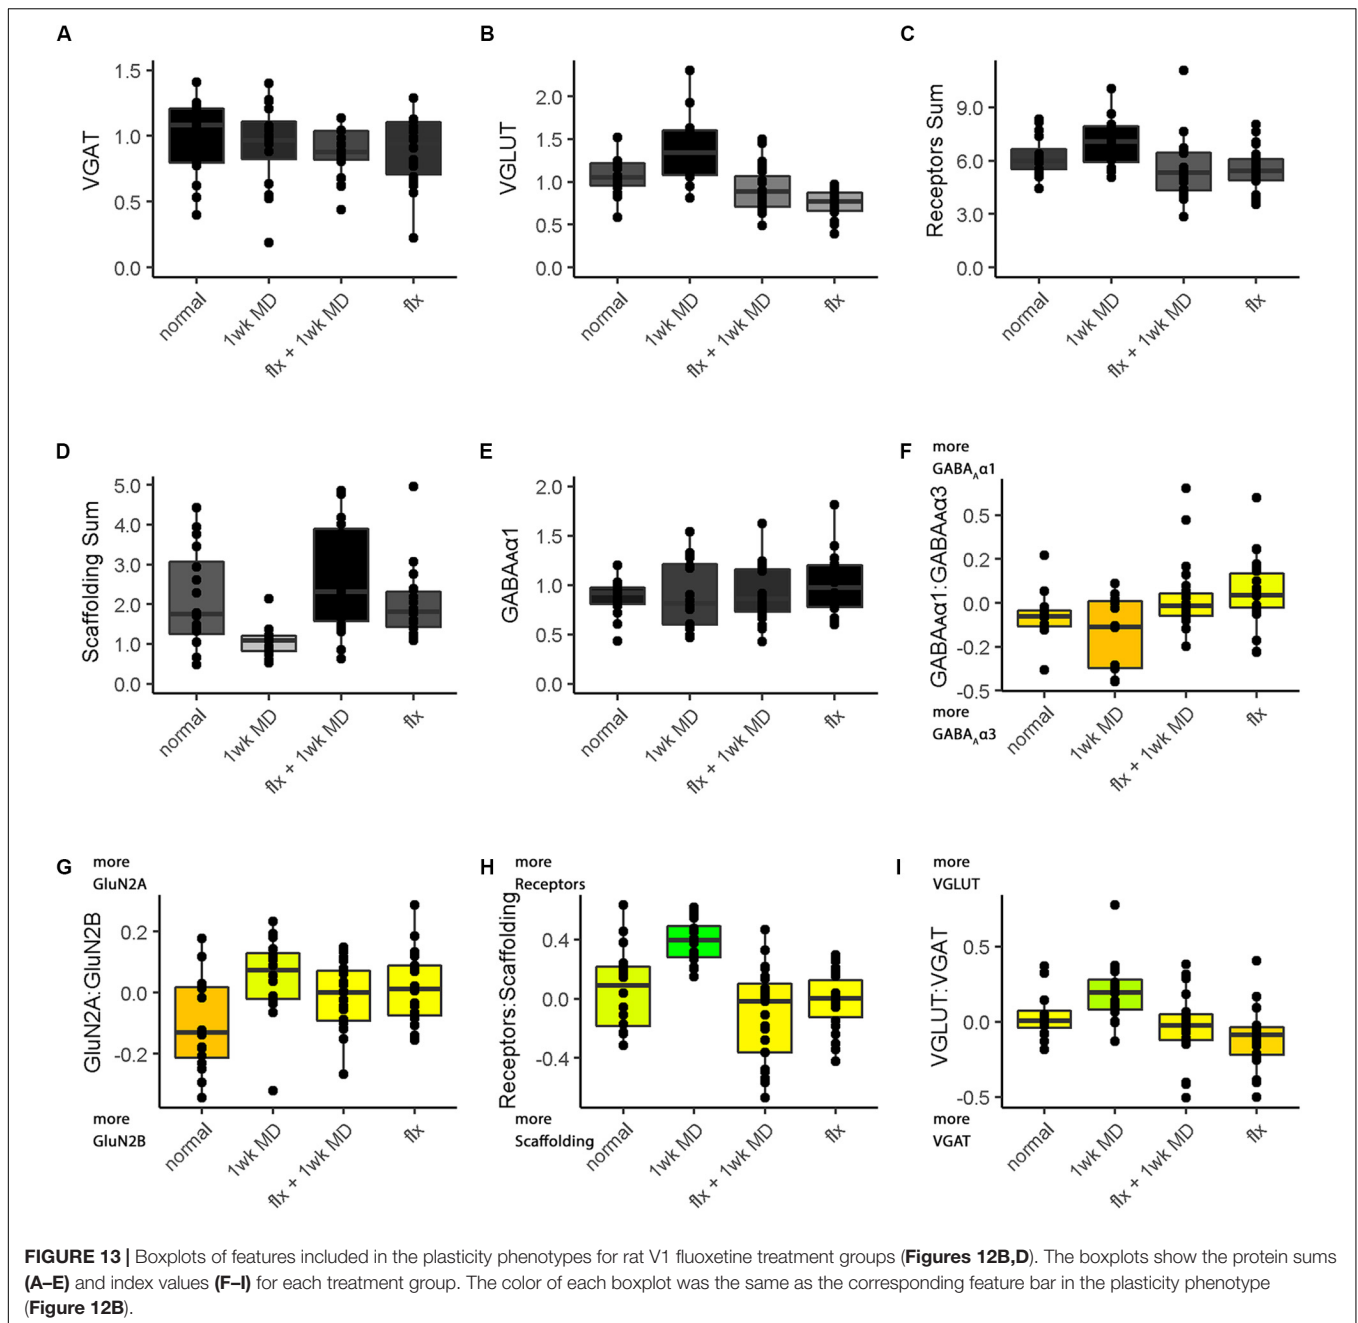 A
B
C
VGAT
1.5
1.0
0.5
0.0
normal
1wk MD
flx + 1wk MD
flx
VGLUT
2.0
1.5
1.0
0.5
0.0
normal
1wk MD
flx + 1wk MD
flx
Receptors Sum
9.0
6.0
3.0
0.0
normal
1wk MD
flx + 1wk MD
flx
D
E
F
Scaffolding Sum
5.0
4.0
3.0
2.0
1.0
0.0
normal
1wk MD
flx + 1wk MD
flx
GABAAα1
2.0
1.5
1.0
0.5
0.0
normal
1wk MD
flx + 1wk MD
flx
more
GABAAα1
GABAAα1:GABAAα3
0.5
0.2
0.0
-0.2
-0.5
more
GABAAα3
normal
1wk MD
flx + 1wk MD
flx
G
H
I
more
GluN2A
GluN2A:GluN2B
0.2
0.0
-0.2
more
GluN2B
normal
1wk MD
flx + 1wk MD
flx
more
Receptors
Receptors:Scaffolding
0.4
0.0
-0.4
more
Scaffolding
normal
1wk MD
flx + 1wk MD
flx
more
VGLUT
VGLUT:VGAT
0.5
0.0
-0.5
more
VGAT
normal
1wk MD
flx + 1wk MD
flx
FIGURE 13 | Boxplots of features included in the plasticity phenotypes for rat V1 fluoxetine treatment groups (Figures 12B,D). The boxplots show the protein sums
(A–E) and index values (F–I) for each treatment group. The color of each boxplot was the same as the corresponding feature bar in the plasticity phenotype
(Figure 12B).